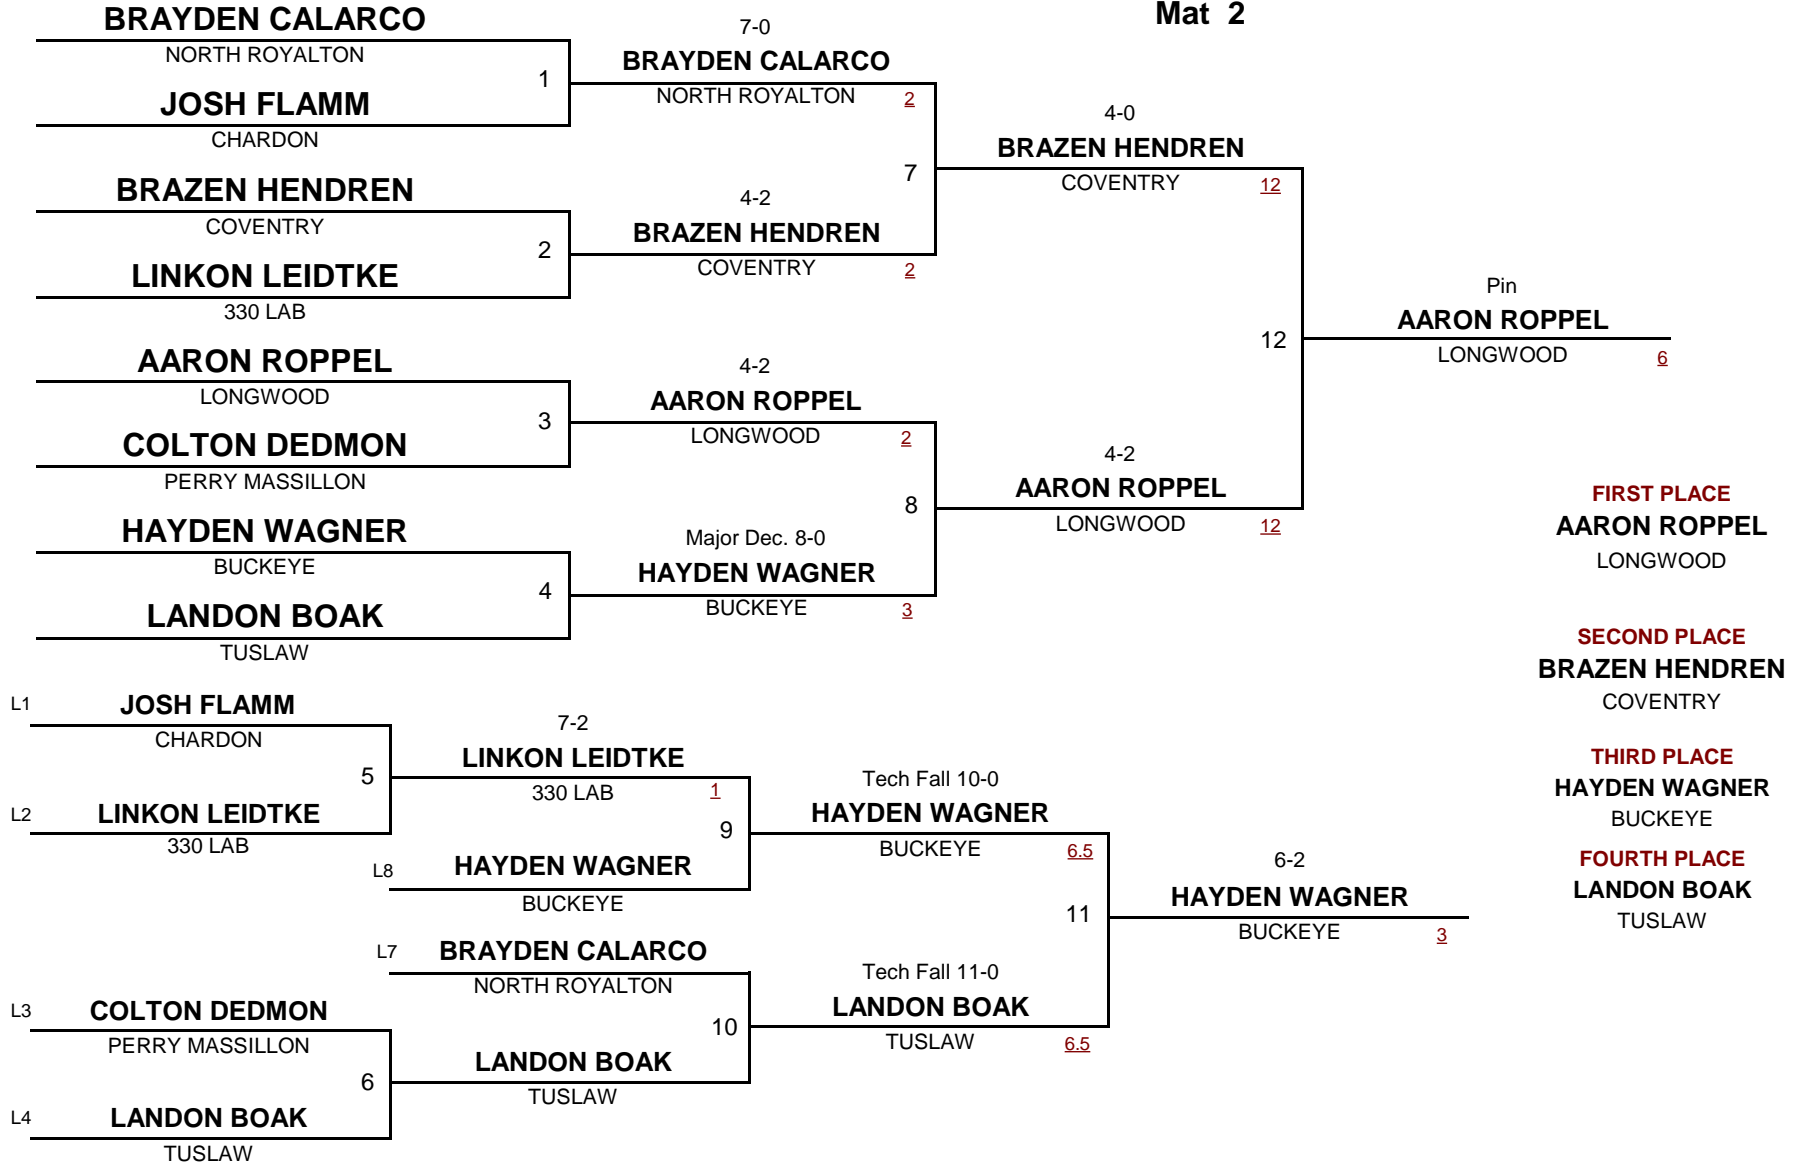 Mat 2
BRAYDEN CALARCO
NORTH ROYALTON
1
JOSH FLAMM
CHARDON
BRAZEN HENDREN
COVENTRY
2
LINKON LEIDTKE
330 LAB
AARON ROPPEL
LONGWOOD
3
COLTON DEDMON
PERRY MASSILLON
HAYDEN WAGNER
BUCKEYE
4
LANDON BOAK
TUSLAW
7-0
BRAYDEN CALARCO
NORTH ROYALTON 2
7
4-2
BRAZEN HENDREN
COVENTRY 2
4-2
AARON ROPPEL
LONGWOOD 2
8
Major Dec. 8-0
HAYDEN WAGNER
BUCKEYE 3
4-0
BRAZEN HENDREN
COVENTRY 12
12
4-2
AARON ROPPEL
LONGWOOD 12
Pin
AARON ROPPEL
LONGWOOD 6
FIRST PLACE
AARON ROPPEL
LONGWOOD
SECOND PLACE
BRAZEN HENDREN
COVENTRY
THIRD PLACE
HAYDEN WAGNER
BUCKEYE
FOURTH PLACE
LANDON BOAK
TUSLAW
L1 JOSH FLAMM
CHARDON
5
L2 LINKON LEIDTKE
330 LAB
L3 COLTON DEDMON
PERRY MASSILLON
6
L4 LANDON BOAK
TUSLAW
7-2
LINKON LEIDTKE
330 LAB 1
9
L8 HAYDEN WAGNER
BUCKEYE
L7 BRAYDEN CALARCO
NORTH ROYALTON
10
LANDON BOAK
TUSLAW
Tech Fall 10-0
HAYDEN WAGNER
BUCKEYE 6.5
11
Tech Fall 11-0
LANDON BOAK
TUSLAW 6.5
6-2
HAYDEN WAGNER
BUCKEYE 3